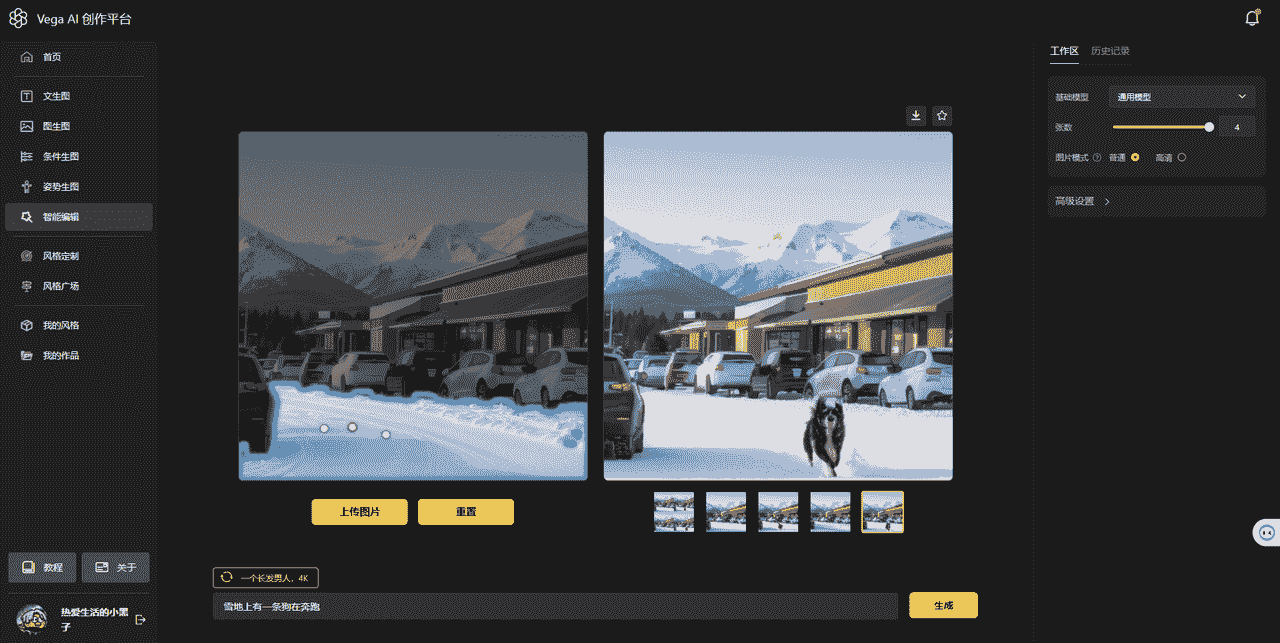 Vega AI 创作平台
首页
文生图
图生图
条件生图
姿势生图
智能编辑
风格定制
风格广场
我的风格
我的作品
教程
关于
热爱生活的小黑
子
上传图片
重置
一个长发男人，4K
雪地上有一条狗在奔跑
生成
工作区 历史记录
基础模型 通用模型
张数 4
图片模式 ? 普通 高清
高级设置